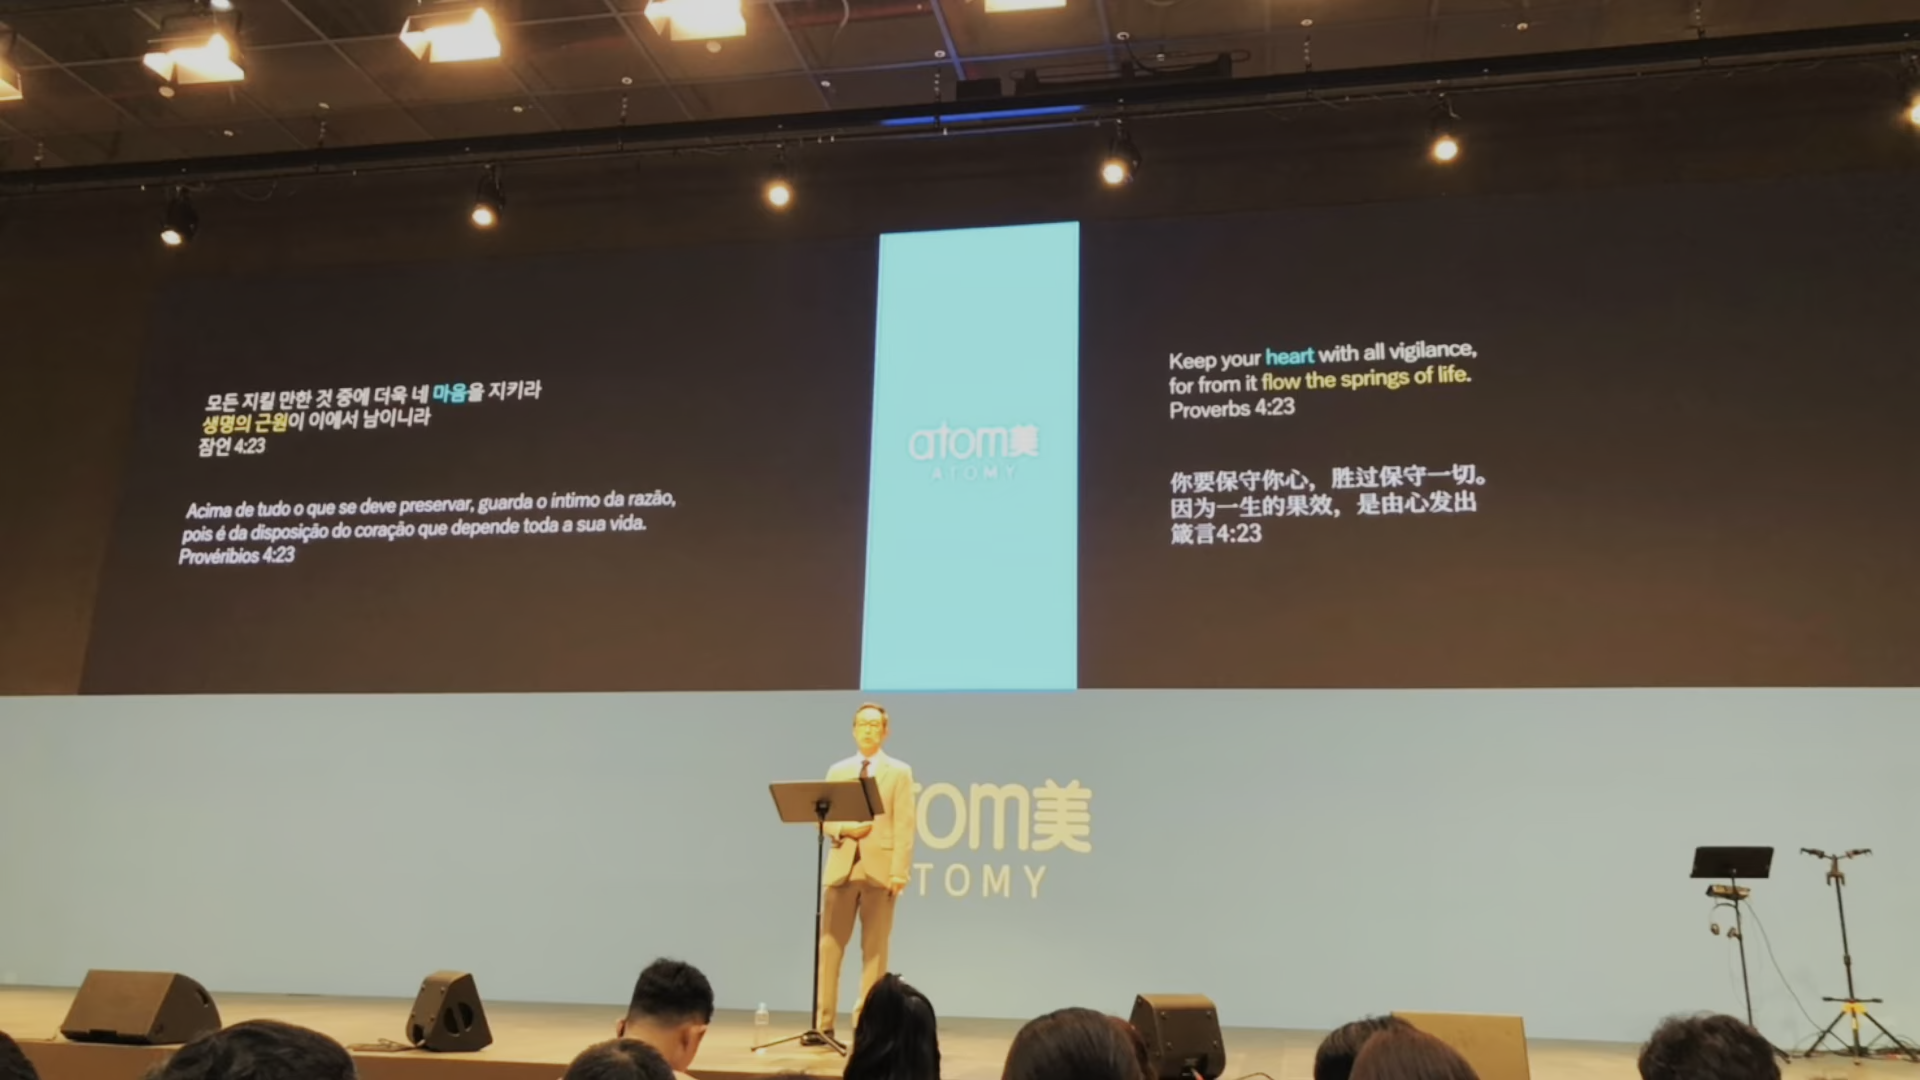 모든 지킬 만한 것 중에 더욱 네 마음을 지키라
생명의 근원이 이에서 남이니라
잠언 4:23
Acima de tudo o que se deve preservar, guarda o íntimo da razão,
pois é da disposição do coração que depende toda a sua vida.
Provéribios 4:23
atom美
ATOMY
Keep your heart with all vigilance,
for from it flow the springs of life.
Proverbs 4:23
你要保守你心，胜过保守一切。
因为一生的果效，是由心发出
箴言4:23
tom美
TOMY